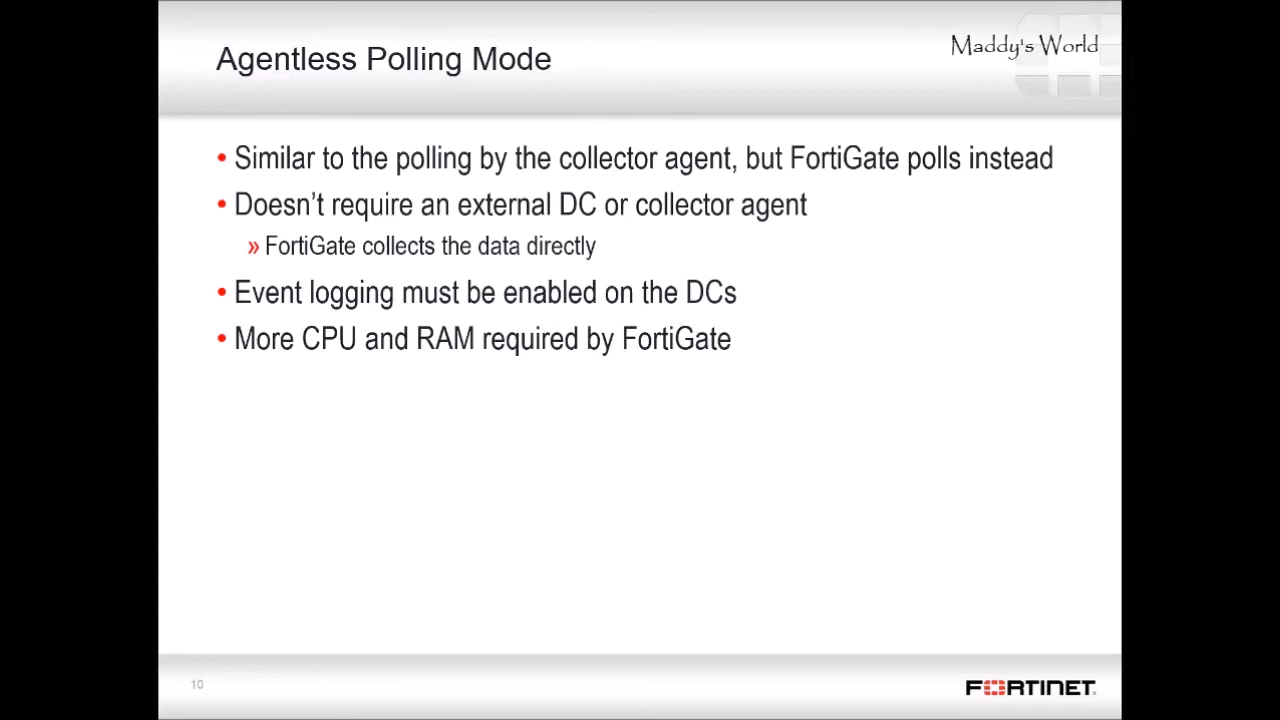 Agentless Polling Mode
Maddy's World
• Similar to the polling by the collector agent, but FortiGate polls instead
• Doesn't require an external DC or collector agent
» FortiGate collects the data directly
• Event logging must be enabled on the DCs
• More CPU and RAM required by FortiGate
10
FORTINET